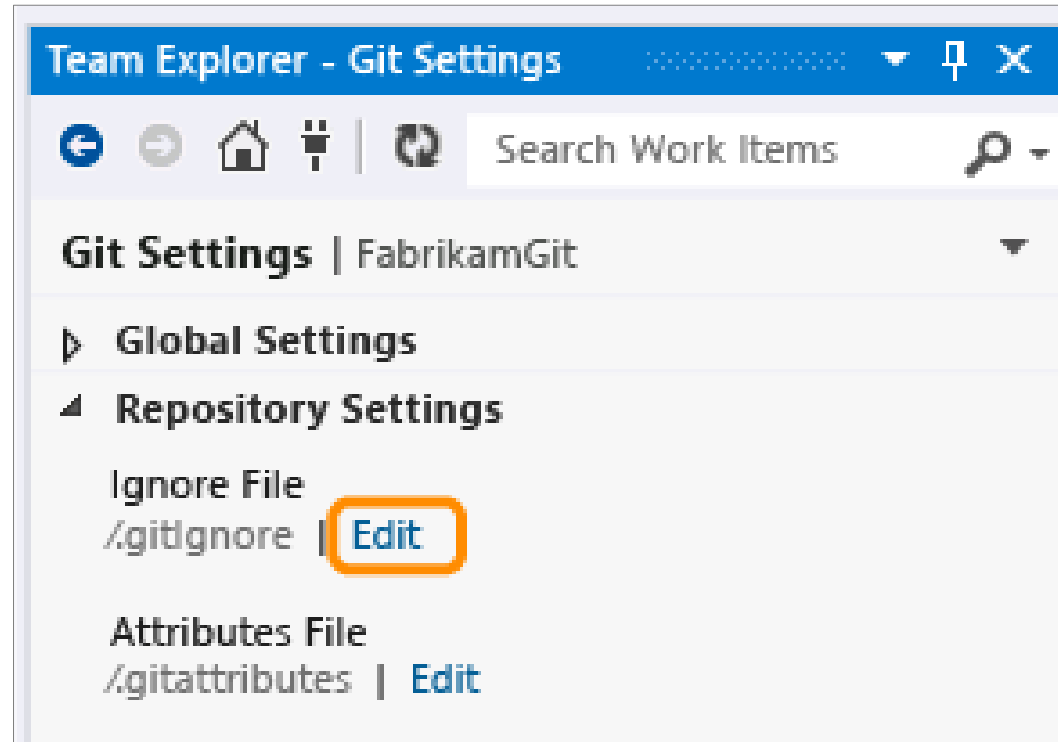 Team Explorer - Git Settings
Search Work Items
Git Settings | FabrikamGit
Global Settings
Repository Settings
Ignore File
/.gitIgnore | Edit
Attributes File
/.gitattributes | Edit